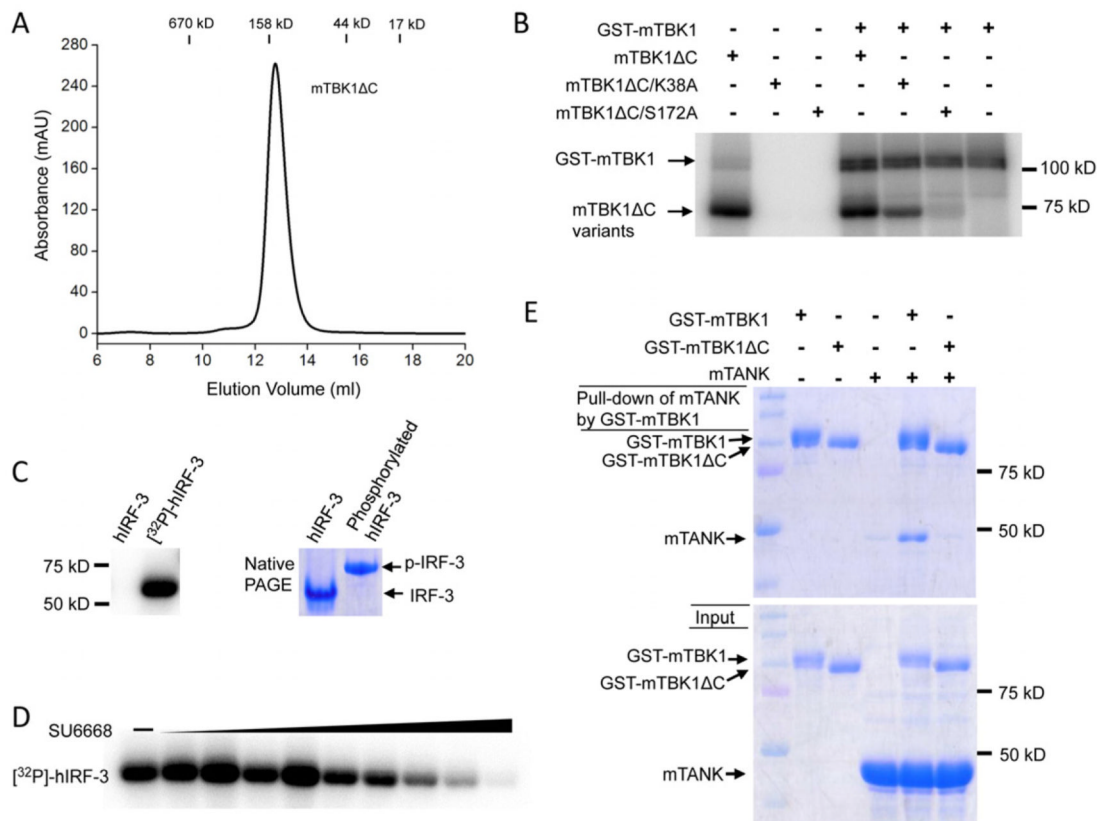 A
670 kD 158 kD 44 kD 17 kD
280
240
200
160
120
80
40
0
Absorbance (mAU)
mTBK1ΔC
6 8 10 12 14 16 18 20
Elution Volume (ml)
B
GST-mTBK1 - - - + + + +
mTBK1ΔC + - - + - - -
mTBK1ΔC/K38A - + - - + - -
mTBK1ΔC/S172A - - + - - + -
GST-mTBK1
100 kD
mTBK1ΔC
variants
75 kD
C
hIRF-3
[³²P]-hIRF-3
75 kD
50 kD
hIRF-3
Phosphorylated
hIRF-3
Native
PAGE
p-IRF-3
IRF-3
D
SU6668 —
[³²P]-hIRF-3
E
GST-mTBK1 + - - + -
GST-mTBK1ΔC - + - - +
mTANK - - + + +
Pull-down of mTANK
by GST-mTBK1
GST-mTBK1
GST-mTBK1ΔC
75 kD
50 kD
mTANK
Input
GST-mTBK1
GST-mTBK1ΔC
75 kD
50 kD
mTANK